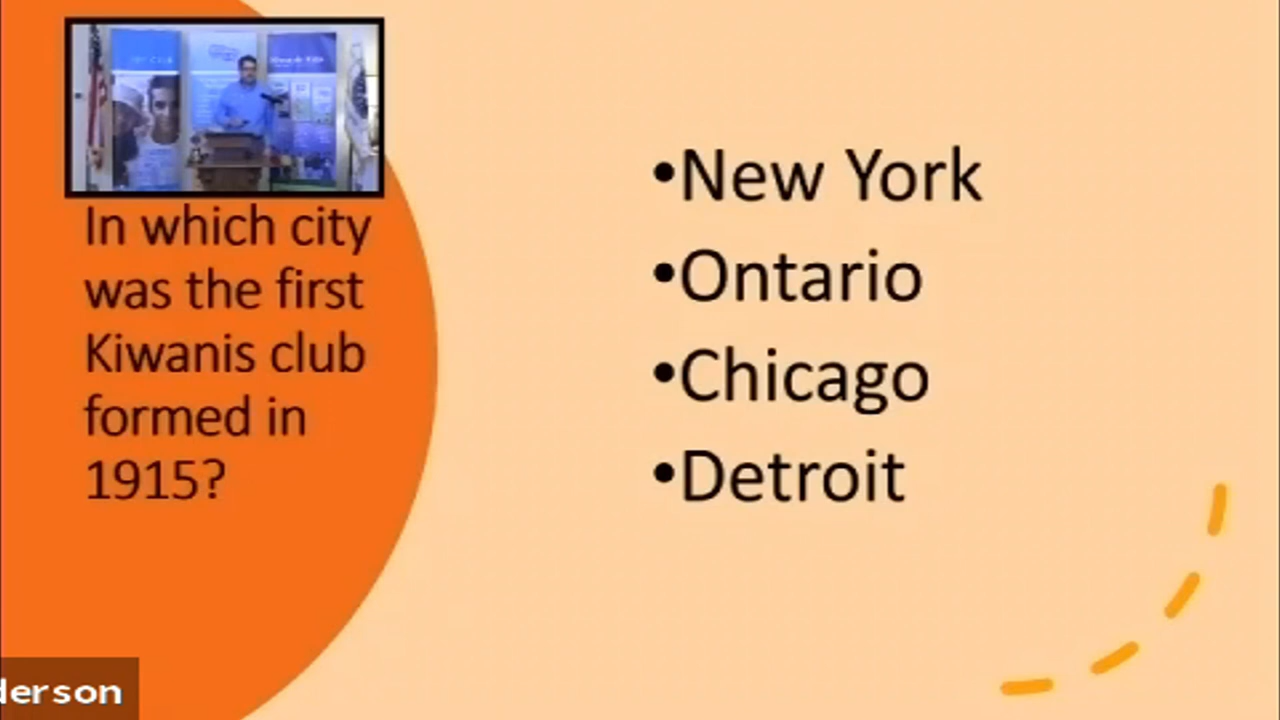 In which city
was the first
Kiwanis club
formed in
1915?
•New York
•Ontario
•Chicago
•Detroit
derson